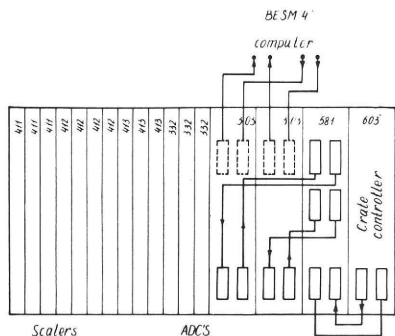 BESM 4
computer
411 411 411 412 412 412 412 413 413 413 332 332 332 505 581 603
Crate controller
Scalers ADC'S